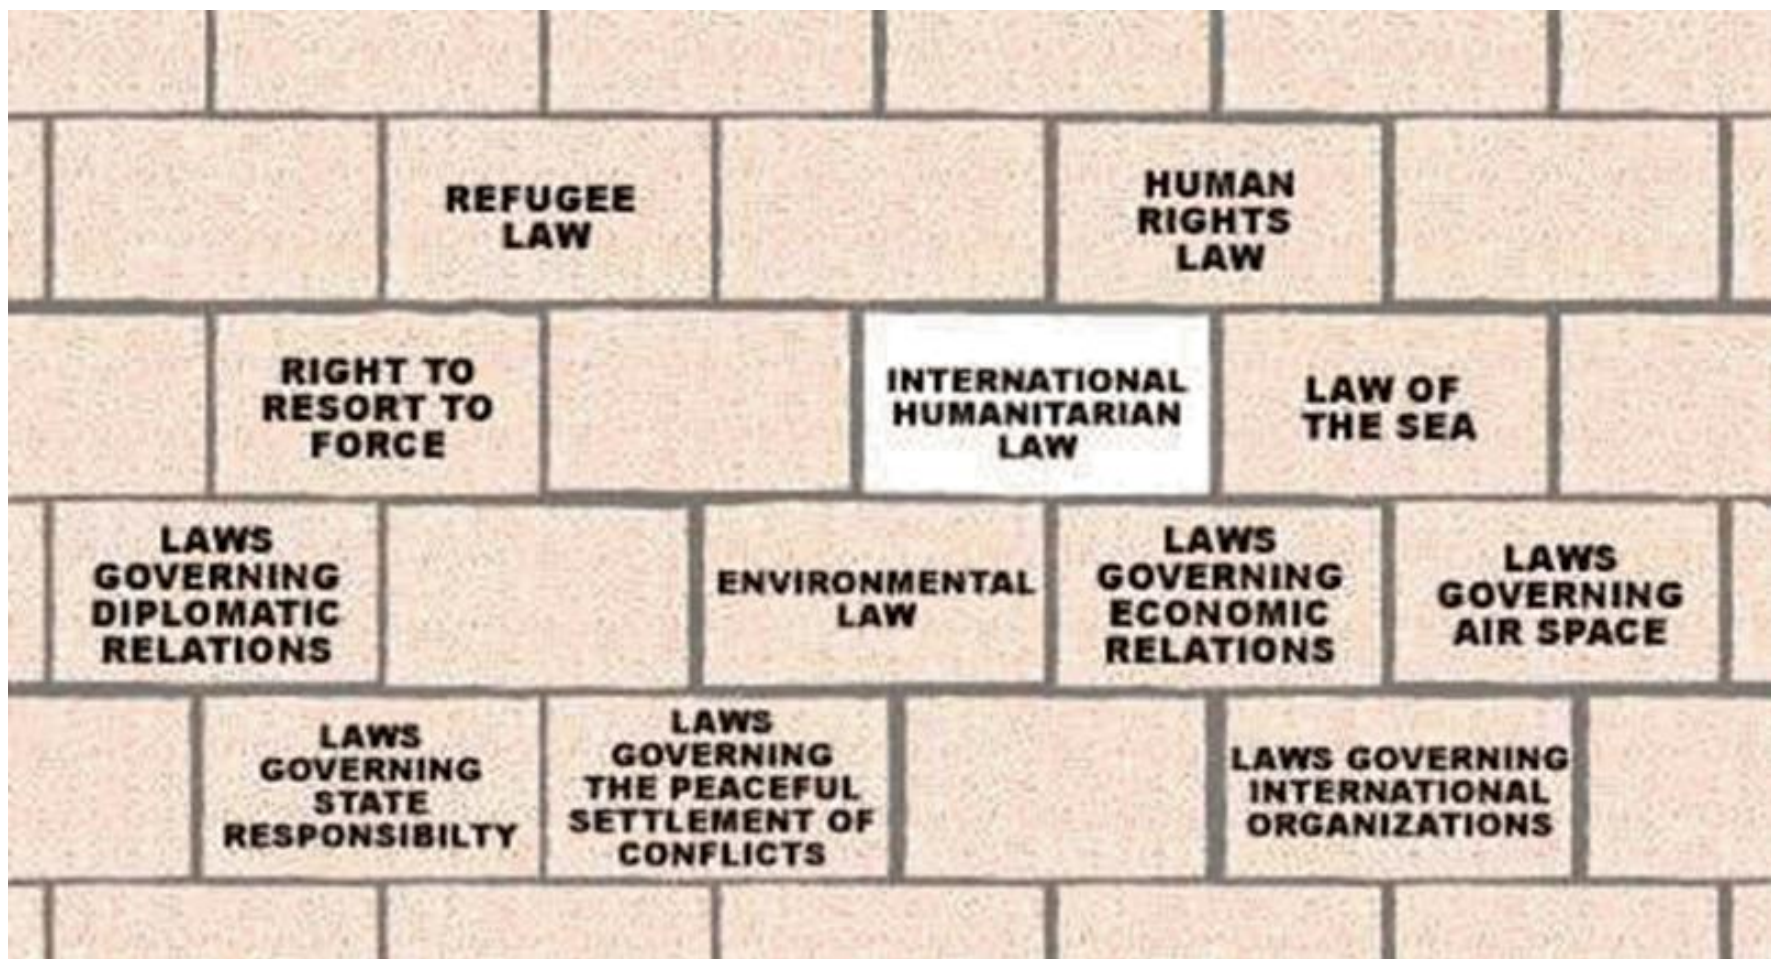 REFUGEE
LAW
HUMAN
RIGHTS
LAW
RIGHT TO
RESORT TO
FORCE
INTERNATIONAL
HUMANITARIAN
LAW
LAW OF
THE SEA
LAWS
GOVERNING
DIPLOMATIC
RELATIONS
ENVIRONMENTAL
LAW
LAWS
GOVERNING
ECONOMIC
RELATIONS
LAWS
GOVERNING
AIR SPACE
LAWS
GOVERNING
STATE
RESPONSIBILTY
LAWS
GOVERNING
THE PEACEFUL
SETTLEMENT OF
CONFLICTS
LAWS GOVERNING
INTERNATIONAL
ORGANIZATIONS